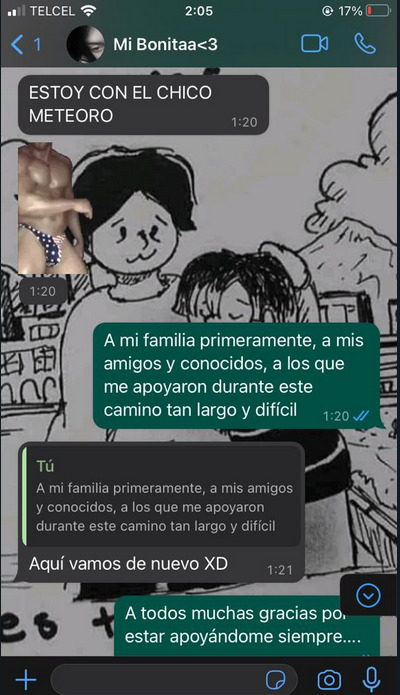 TELCEL 2:05 17%
1 Mi Bonitaa<3
ESTOY CON EL CHICO
METEORO
1:20
1:20
A mi familia primeramente, a mis
amigos y conocidos, a los que
me apoyaron durante este
camino tan largo y difícil
1:20
Tú
A mi familia primeramente, a mis amigos
y conocidos, a los que me apoyaron
durante este camino tan largo y difícil
Aquí vamos de nuevo XD
1:21
A todos muchas gracias por
estar apoyándome siempre....
es t